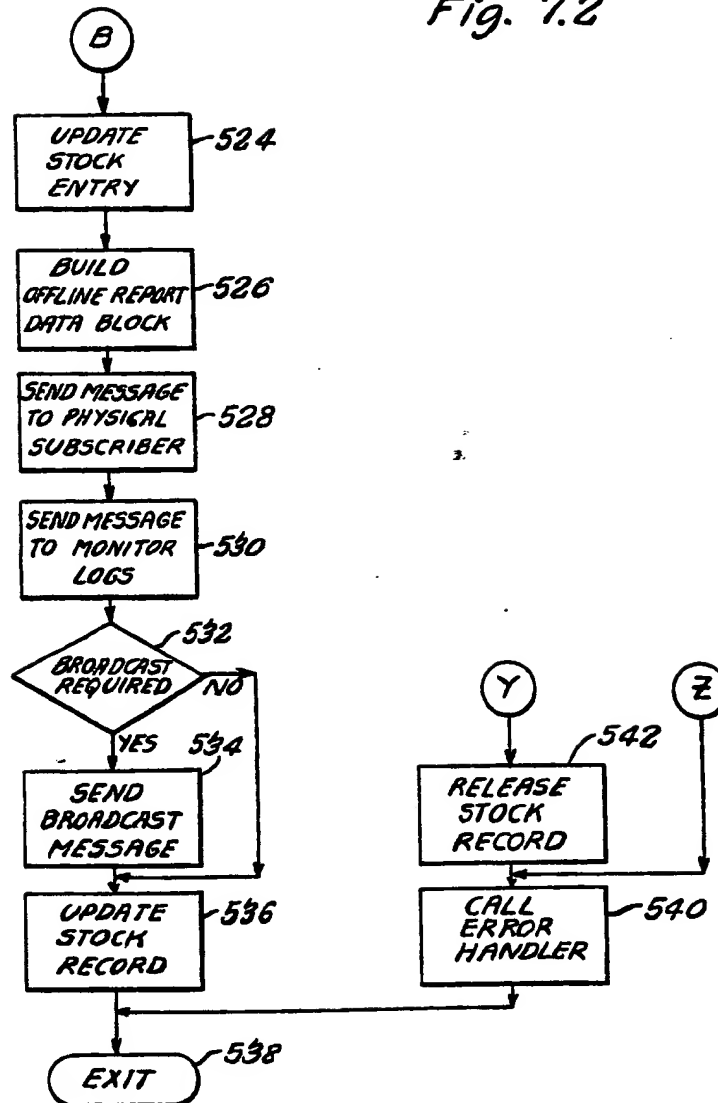 Fig. 7.2
B
UPDATE
STOCK
ENTRY
524
BUILD
OFFLINE REPORT
DATA BLOCK
526
SEND MESSAGE
TO PHYSICAL
SUBSCRIBER
528
SEND MESSAGE
TO MONITOR
LOGS
530
532
BROADCAST
REQUIRED
NO
YES
534
SEND
BROADCAST
MESSAGE
UPDATE
STOCK
RECORD
536
EXIT
538
Y
Z
542
RELEASE
STOCK
RECORD
CALL
ERROR
HANDLER
540